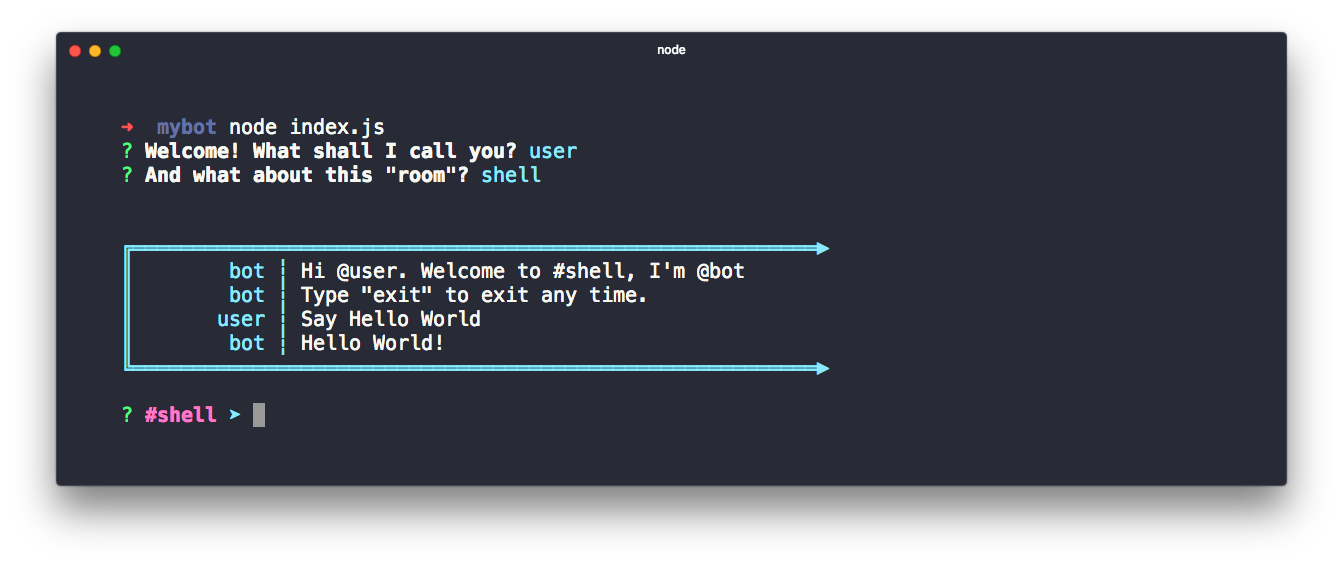 node
➜ mybot node index.js
? Welcome! What shall I call you? user
? And what about this "room"? shell
bot ¦ Hi @user. Welcome to #shell, I'm @bot
bot ¦ Type "exit" to exit any time.
user ¦ Say Hello World
bot ¦ Hello World!
? #shell ➤